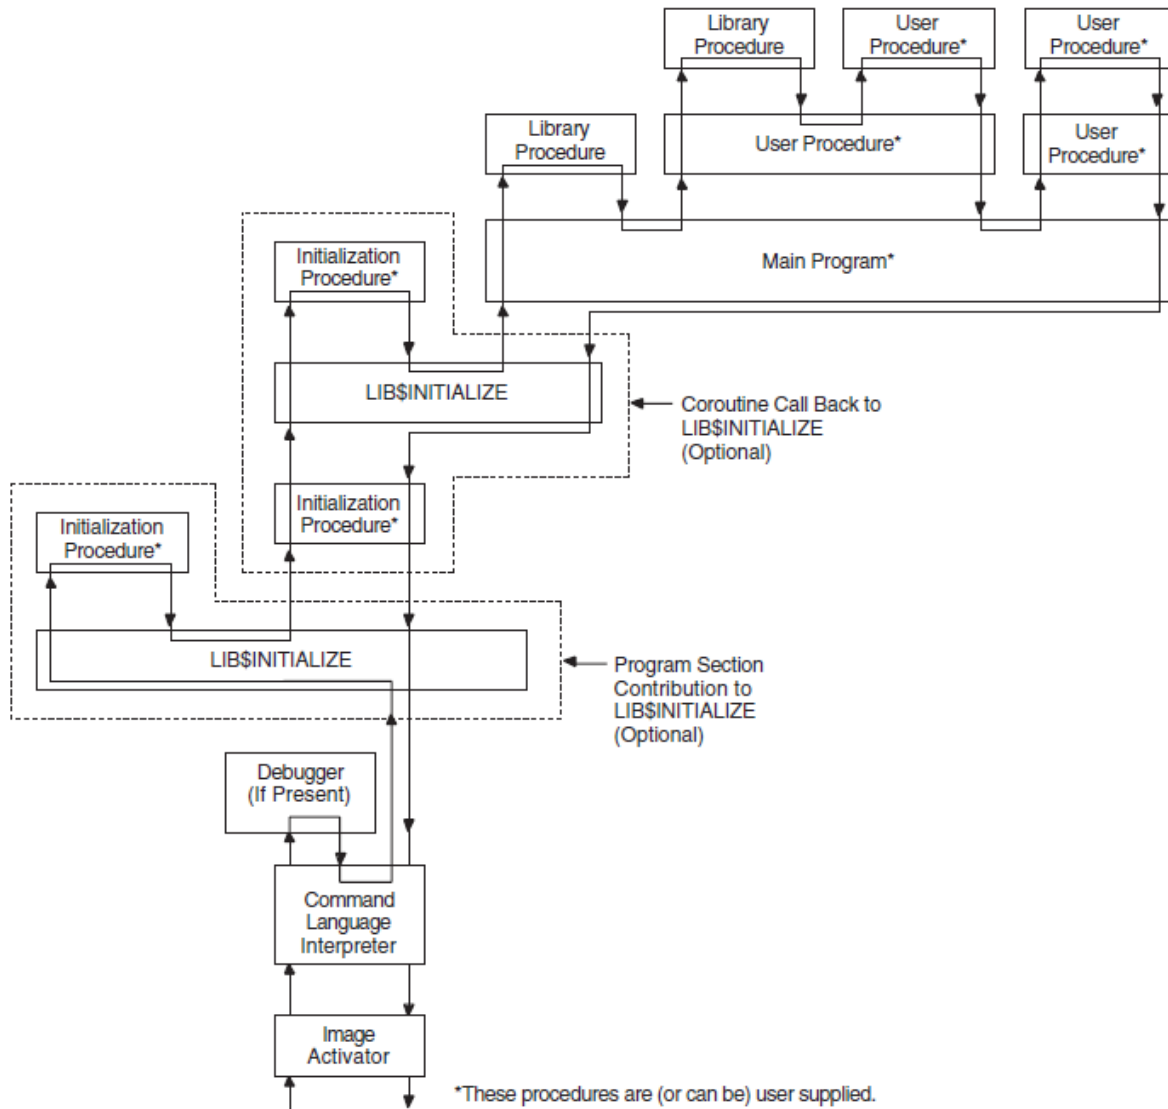 Library
Procedure
User
Procedure*
User
Procedure*
Library
Procedure
User Procedure*
User
Procedure*
Initialization
Procedure*
Main Program*
LIB$INITIALIZE
Coroutine Call Back to
LIB$INITIALIZE
(Optional)
Initialization
Procedure*
Initialization
Procedure*
LIB$INITIALIZE
Program Section
Contribution to
LIB$INITIALIZE
(Optional)
Debugger
(If Present)
Command
Language
Interpreter
Image
Activator
*These procedures are (or can be) user supplied.